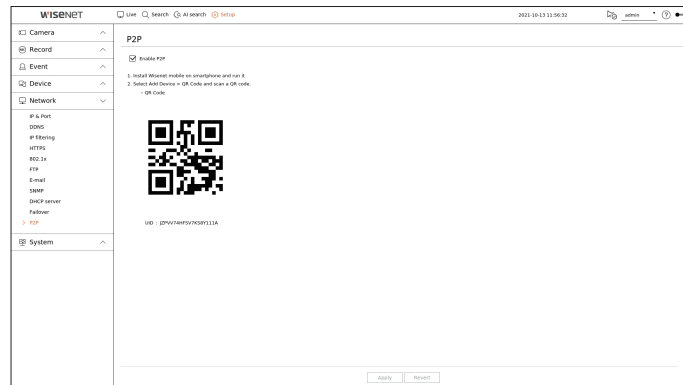 WISENET
Live Search AI search Setup 2021-10-13 11:56:32 admin
Camera
Record
Event
Device
Network
IP & Port
DDNS
IP filtering
HTTPS
802.1x
FTP
E-mail
SNMP
DHCP server
Failover
P2P
System
P2P
Enable P2P
1. Install Wisenet mobile on smartphone and run it
2. Select Add Device = QR Code and scan a QR code.
- QR Code
UID : JZPVV74HFSV7KS8Y111A
Apply Revert